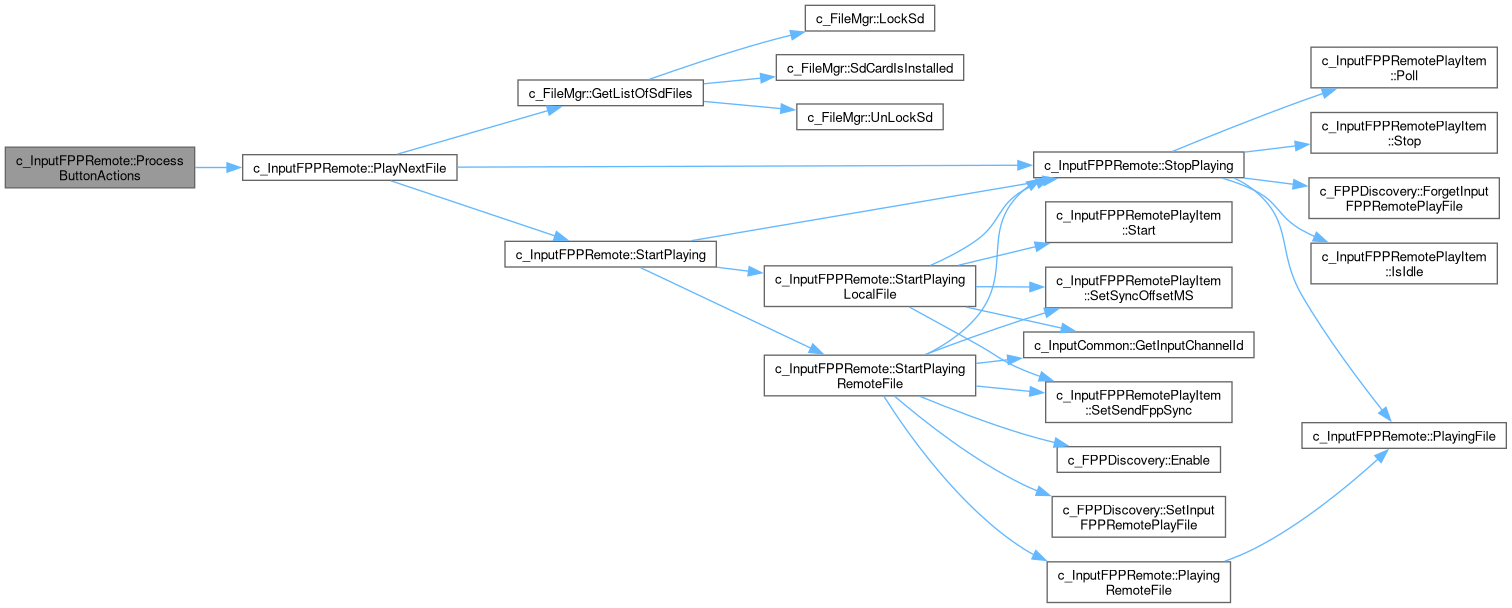 c_InputFPPRemote::Process
ButtonActions
c_InputFPPRemote::PlayNextFile
c_FileMgr::GetListOfSdFiles
c_FileMgr::LockSd
c_FileMgr::SdCardIsInstalled
c_FileMgr::UnLockSd
c_InputFPPRemote::StartPlaying
c_InputFPPRemote::StartPlaying
LocalFile
c_InputFPPRemote::StartPlaying
RemoteFile
c_InputFPPRemote::StopPlaying
c_InputFPPRemotePlayItem
::Start
c_InputFPPRemotePlayItem
::SetSyncOffsetMS
c_InputCommon::GetInputChannelId
c_InputFPPRemotePlayItem
::SetSendFppSync
c_FPPDiscovery::Enable
c_FPPDiscovery::SetInput
FPPRemotePlayFile
c_InputFPPRemote::Playing
RemoteFile
c_InputFPPRemotePlayItem
::Poll
c_InputFPPRemotePlayItem
::Stop
c_FPPDiscovery::ForgetInput
FPPRemotePlayFile
c_InputFPPRemotePlayItem
::IsIdle
c_InputFPPRemote::PlayingFile